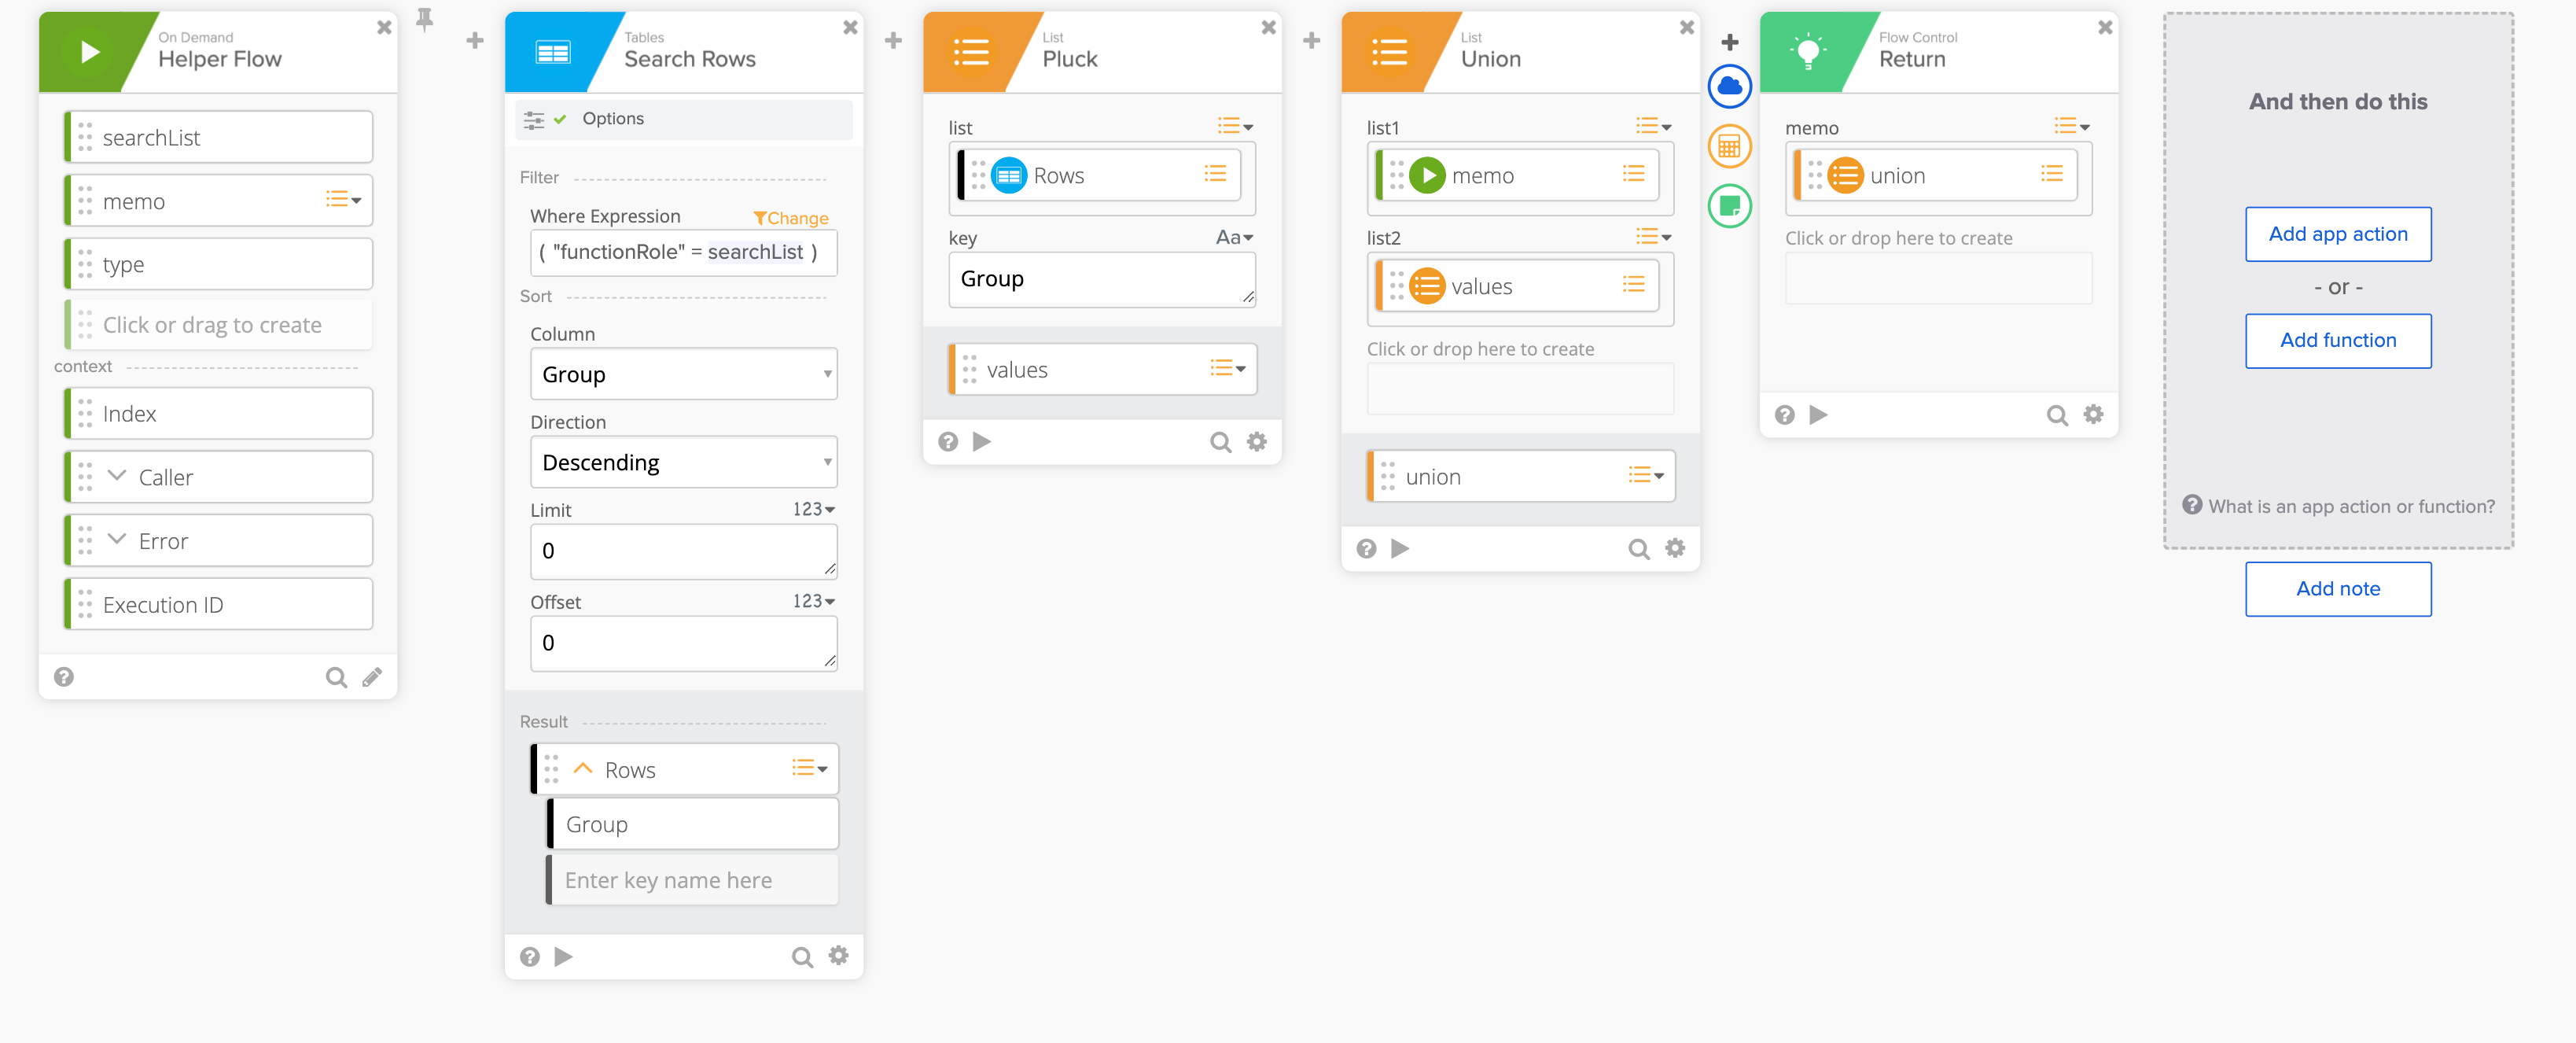 On Demand
Helper Flow
searchList
memo
type
Click or drag to create
context
Index
Caller
Error
Execution ID
Tables
Search Rows
Options
Filter
Where Expression
Change
( "functionRole" = searchList )
Sort
Column
Group
Direction
Descending
Limit
123
0
Offset
123
0
Result
Rows
Group
Enter key name here
List
Pluck
list
Rows
key
Aa
Group
values
List
Union
list1
memo
list2
values
Click or drop here to create
union
Flow Control
Return
memo
union
Click or drop here to create
And then do this
Add app action
- or -
Add function
What is an app action or function?
Add note